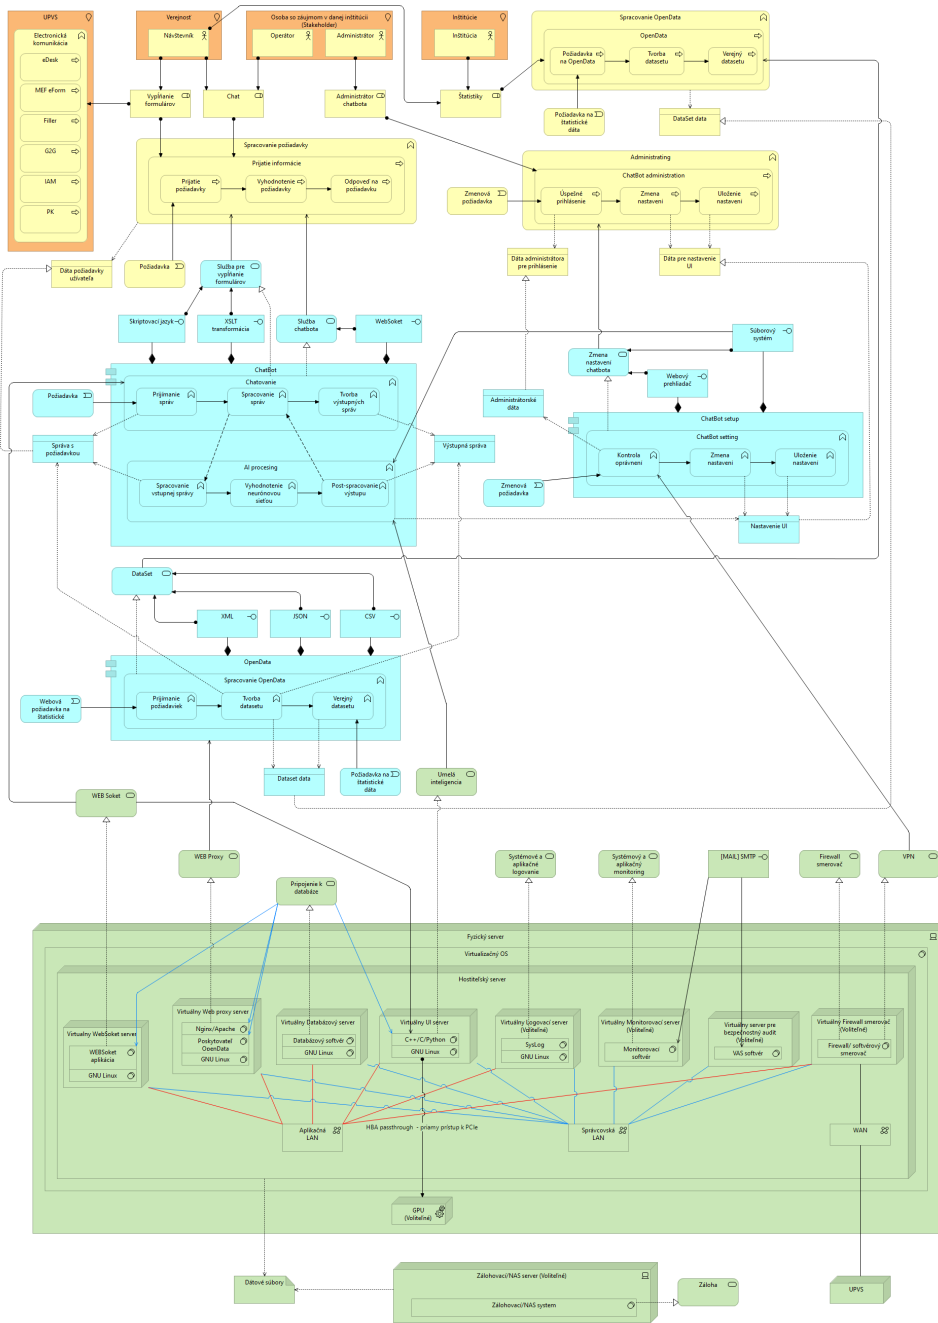 UPVS
Elektronická
komunikácia
eDesk
MEF eForm
Filler
G2G
IAM
PK
Verejnosť
Návštevník
Osoba so záujmom v danej inštitúcii
(Stakeholder)
Operátor
Administrátor
Inštitúcie
Inštitúcia
Spracovanie OpenData
OpenData
Požiadavka
na OpenData
Tvorba
datasetu
Verejný
datasetu
Vypĺňanie
formulárov
Chat
Administrátor
chatbota
Štatistiky
Požiadavka na
štatistické
dáta
DataSet data
Spracovanie požiadavky
Prijatie informácie
Prijatie
požiadavky
Vyhodnotenie
požiadavky
Odpoveď na
požiadavku
Administrating
ChatBot administration
Zmenová
požiadavka
Úspešné
prihlásenie
Zmena
nastavení
Uloženie
nastavení
Dáta požiadavky
užívateľa
Požiadavka
Služba pre
vypĺňanie
formulárov
Dáta administrátora
pre prihlásenie
Dáta pre nastavenie
UI
Skriptovací jazyk
XSLT
transformácia
Služba
chatbota
WebSoket
Súborový
systém
Zmena
nastavení
chatbota
Webový
prehliadač
ChatBot
Chatovanie
Požiadavka
Prijímanie
správ
Spracovanie
správ
Tvorba
výstupných
správ
Administrátorské
dáta
ChatBot setup
ChatBot setting
Správa s
požiadavkou
Výstupná správa
Kontrola
oprávnení
Zmena
nastavení
Uloženie
nastavení
AI procesing
Spracovanie
vstupnej správy
Vyhodnotenie
neurónovou
sieťou
Post-spracovanie
výstupu
Zmenová
požiadavka
Nastavenie UI
DataSet
XML
JSON
CSV
OpenData
Spracovanie OpenData
Webová
požiadavka na
štatistické
Prijímanie
požiadaviek
Tvorba
datasetu
Verejný
datasetu
Dataset data
Požiadavka na
štatistické
dáta
Umelá
inteligencia
WEB Soket
WEB Proxy
Pripojenie k
databáze
Systémové a
aplikačné
logovanie
Systémový a
aplikačný
monitoring
[MAIL] SMTP
Firewall
smerovač
VPN
Fyzický server
Virtualizačný OS
Hostiteľský server
Virtuálny WebSoket server
WEBSoket
aplikácia
GNU Linux
Virtuálny Web proxy server
Nginx/Apache
Poskytovateľ
OpenData
GNU Linux
Virtuálny Databázový server
Databázový softvér
GNU Linux
Virtuálny UI server
C++/C/Python
GNU Linux
Virtuálny Logovací server
(Voliteľné)
SysLog
GNU Linux
Virtuálny Monitorovací server
(Voliteľné)
Monitorovací
softvér
Virtuálny server pre
bezpečnostný audit
(Voliteľné)
VAS softvér
Virtuálny Firewall smerovač
(Voliteľné)
Firewall/ softvérový
smerovač
Aplikačná
LAN
HBA passthrough - priamy prístup k PCIe
Správcovská
LAN
WAN
GPU
(Voliteľné)
Dátové súbory
Zálohovací/NAS server (Voliteľné)
Zálohovací/NAS system
Záloha
UPVS